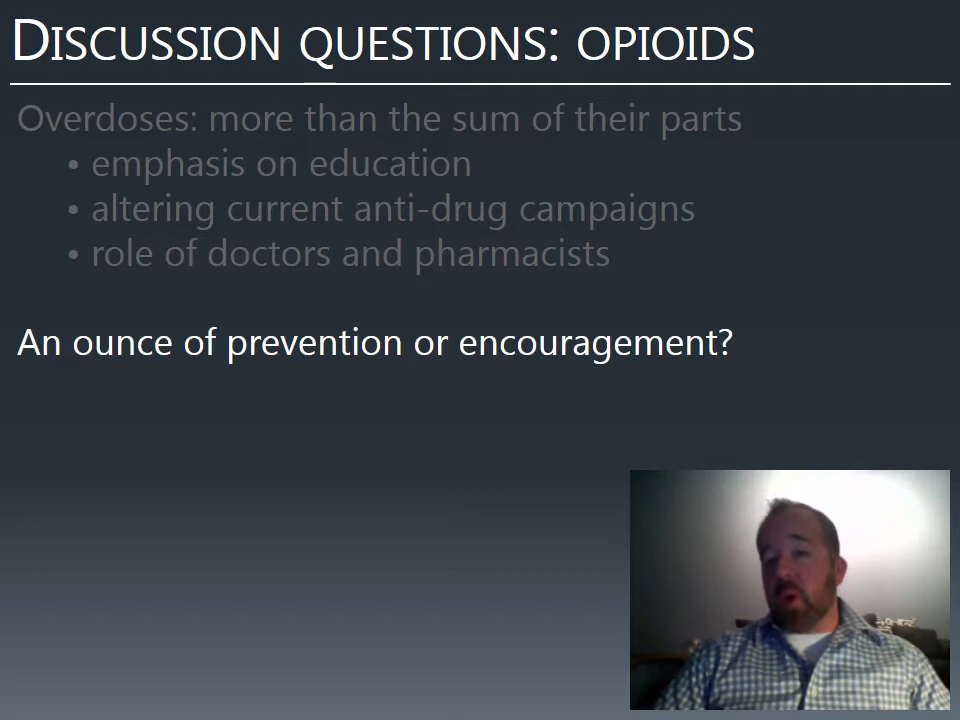 DISCUSSION QUESTIONS: OPIOIDS
Overdoses: more than the sum of their parts
• emphasis on education
• altering current anti-drug campaigns
• role of doctors and pharmacists
An ounce of prevention or encouragement?